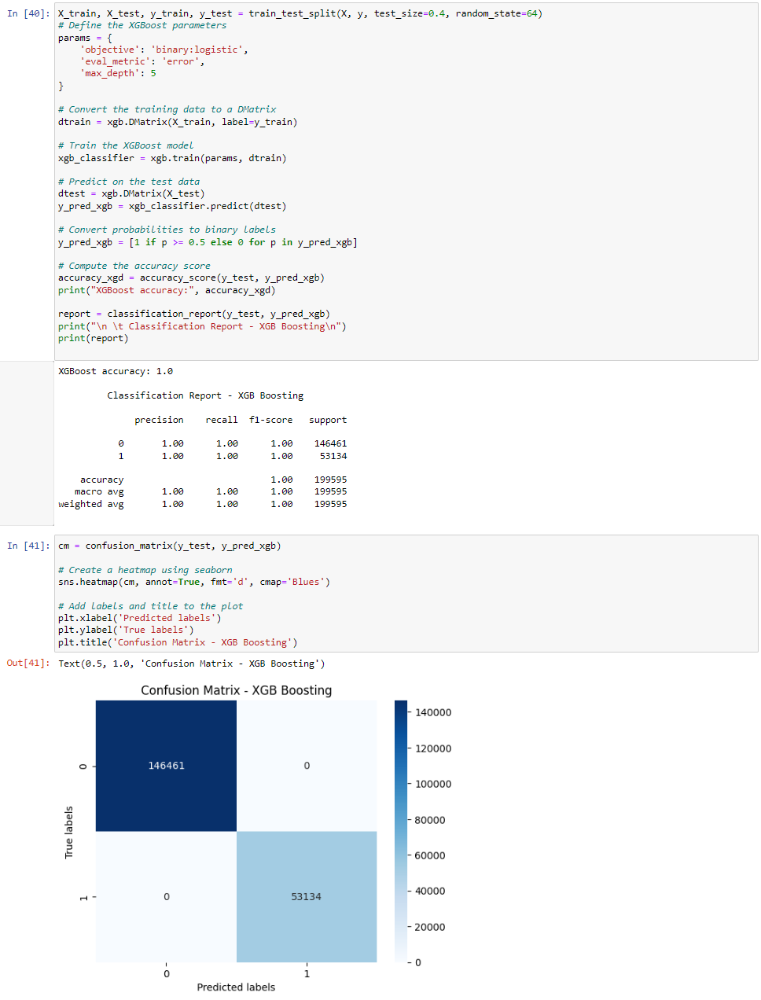 In [40]: X_train, X_test, y_train, y_test = train_test_split(X, y, test_size=0.4, random_state=64)
# Define the XGBoost parameters
params = {
    'objective': 'binary:logistic',
    'eval_metric': 'error',
    'max_depth': 5
}
# Convert the training data to a DMatrix
dtrain = xgb.DMatrix(X_train, label=y_train)
# Train the XGBoost model
xgb_classifier = xgb.train(params, dtrain)
# Predict on the test data
dtest = xgb.DMatrix(X_test)
y_pred_xgb = xgb_classifier.predict(dtest)
# Convert probabilities to binary labels
y_pred_xgb = [1 if p >= 0.5 else 0 for p in y_pred_xgb]
# Compute the accuracy score
accuracy_xgd = accuracy_score(y_test, y_pred_xgb)
print("XGBoost accuracy:", accuracy_xgd)
report = classification_report(y_test, y_pred_xgb)
print("\n \t Classification Report - XGB Boosting\n")
print(report)
XGBoost accuracy: 1.0
Classification Report - XGB Boosting
precision recall f1-score support
0 1.00 1.00 1.00 146461
1 1.00 1.00 1.00 53134
accuracy 1.00 199595
macro avg 1.00 1.00 1.00 199595
weighted avg 1.00 1.00 1.00 199595
In [41]: cm = confusion_matrix(y_test, y_pred_xgb)
# Create a heatmap using seaborn
sns.heatmap(cm, annot=True, fmt='d', cmap='Blues')
# Add labels and title to the plot
plt.xlabel('Predicted labels')
plt.ylabel('True labels')
plt.title('Confusion Matrix - XGB Boosting')
Out[41]: Text(0.5, 1.0, 'Confusion Matrix - XGB Boosting')
Confusion Matrix - XGB Boosting
True labels
0
146461 0
1
0 53134
0 1
Predicted labels
140000
120000
100000
80000
60000
40000
20000
0